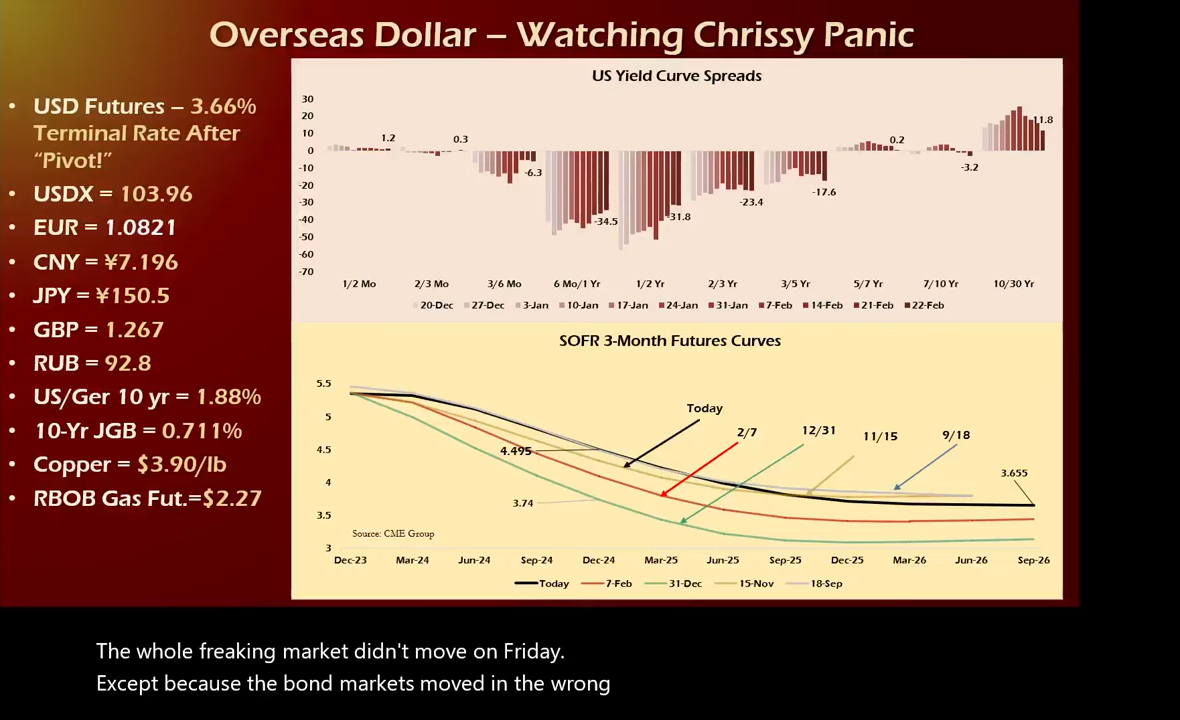 Overseas Dollar – Watching Chrissy Panic
• USD Futures – 3.66%
Terminal Rate After
“Pivot!”
• USDX = 103.96
• EUR = 1.0821
• CNY = ¥7.196
• JPY = ¥150.5
• GBP = 1.267
• RUB = 92.8
• US/Ger 10 yr = 1.88%
• 10-Yr JGB = 0.711%
• Copper = $3.90/lb
• RBOB Gas Fut.=$2.27
US Yield Curve Spreads
30
20
10
0
-10
-20
-30
-40
-50
-60
-70
1.2
0.3
-6.3
-34.5
-31.8
-23.4
-17.6
0.2
-3.2
11.8
1/2 Mo 2/3 Mo 3/6 Mo 6 Mo/1 Yr 1/2 Yr 2/3 Yr 3/5 Yr 5/7 Yr 7/10 Yr 10/30 Yr
20-Dec 27-Dec 3-Jan 10-Jan 17-Jan 24-Jan 31-Jan 7-Feb 14-Feb 21-Feb 22-Feb
SOFR 3-Month Futures Curves
5.5
5
4.5
4
3.5
3
Today
2/7
12/31
11/15
9/18
4.495
3.74
3.655
Source: CME Group
Dec-23 Mar-24 Jun-24 Sep-24 Dec-24 Mar-25 Jun-25 Sep-25 Dec-25 Mar-26 Jun-26 Sep-26
Today 7-Feb 31-Dec 15-Nov 18-Sep
The whole freaking market didn't move on Friday.
Except because the bond markets moved in the wrong